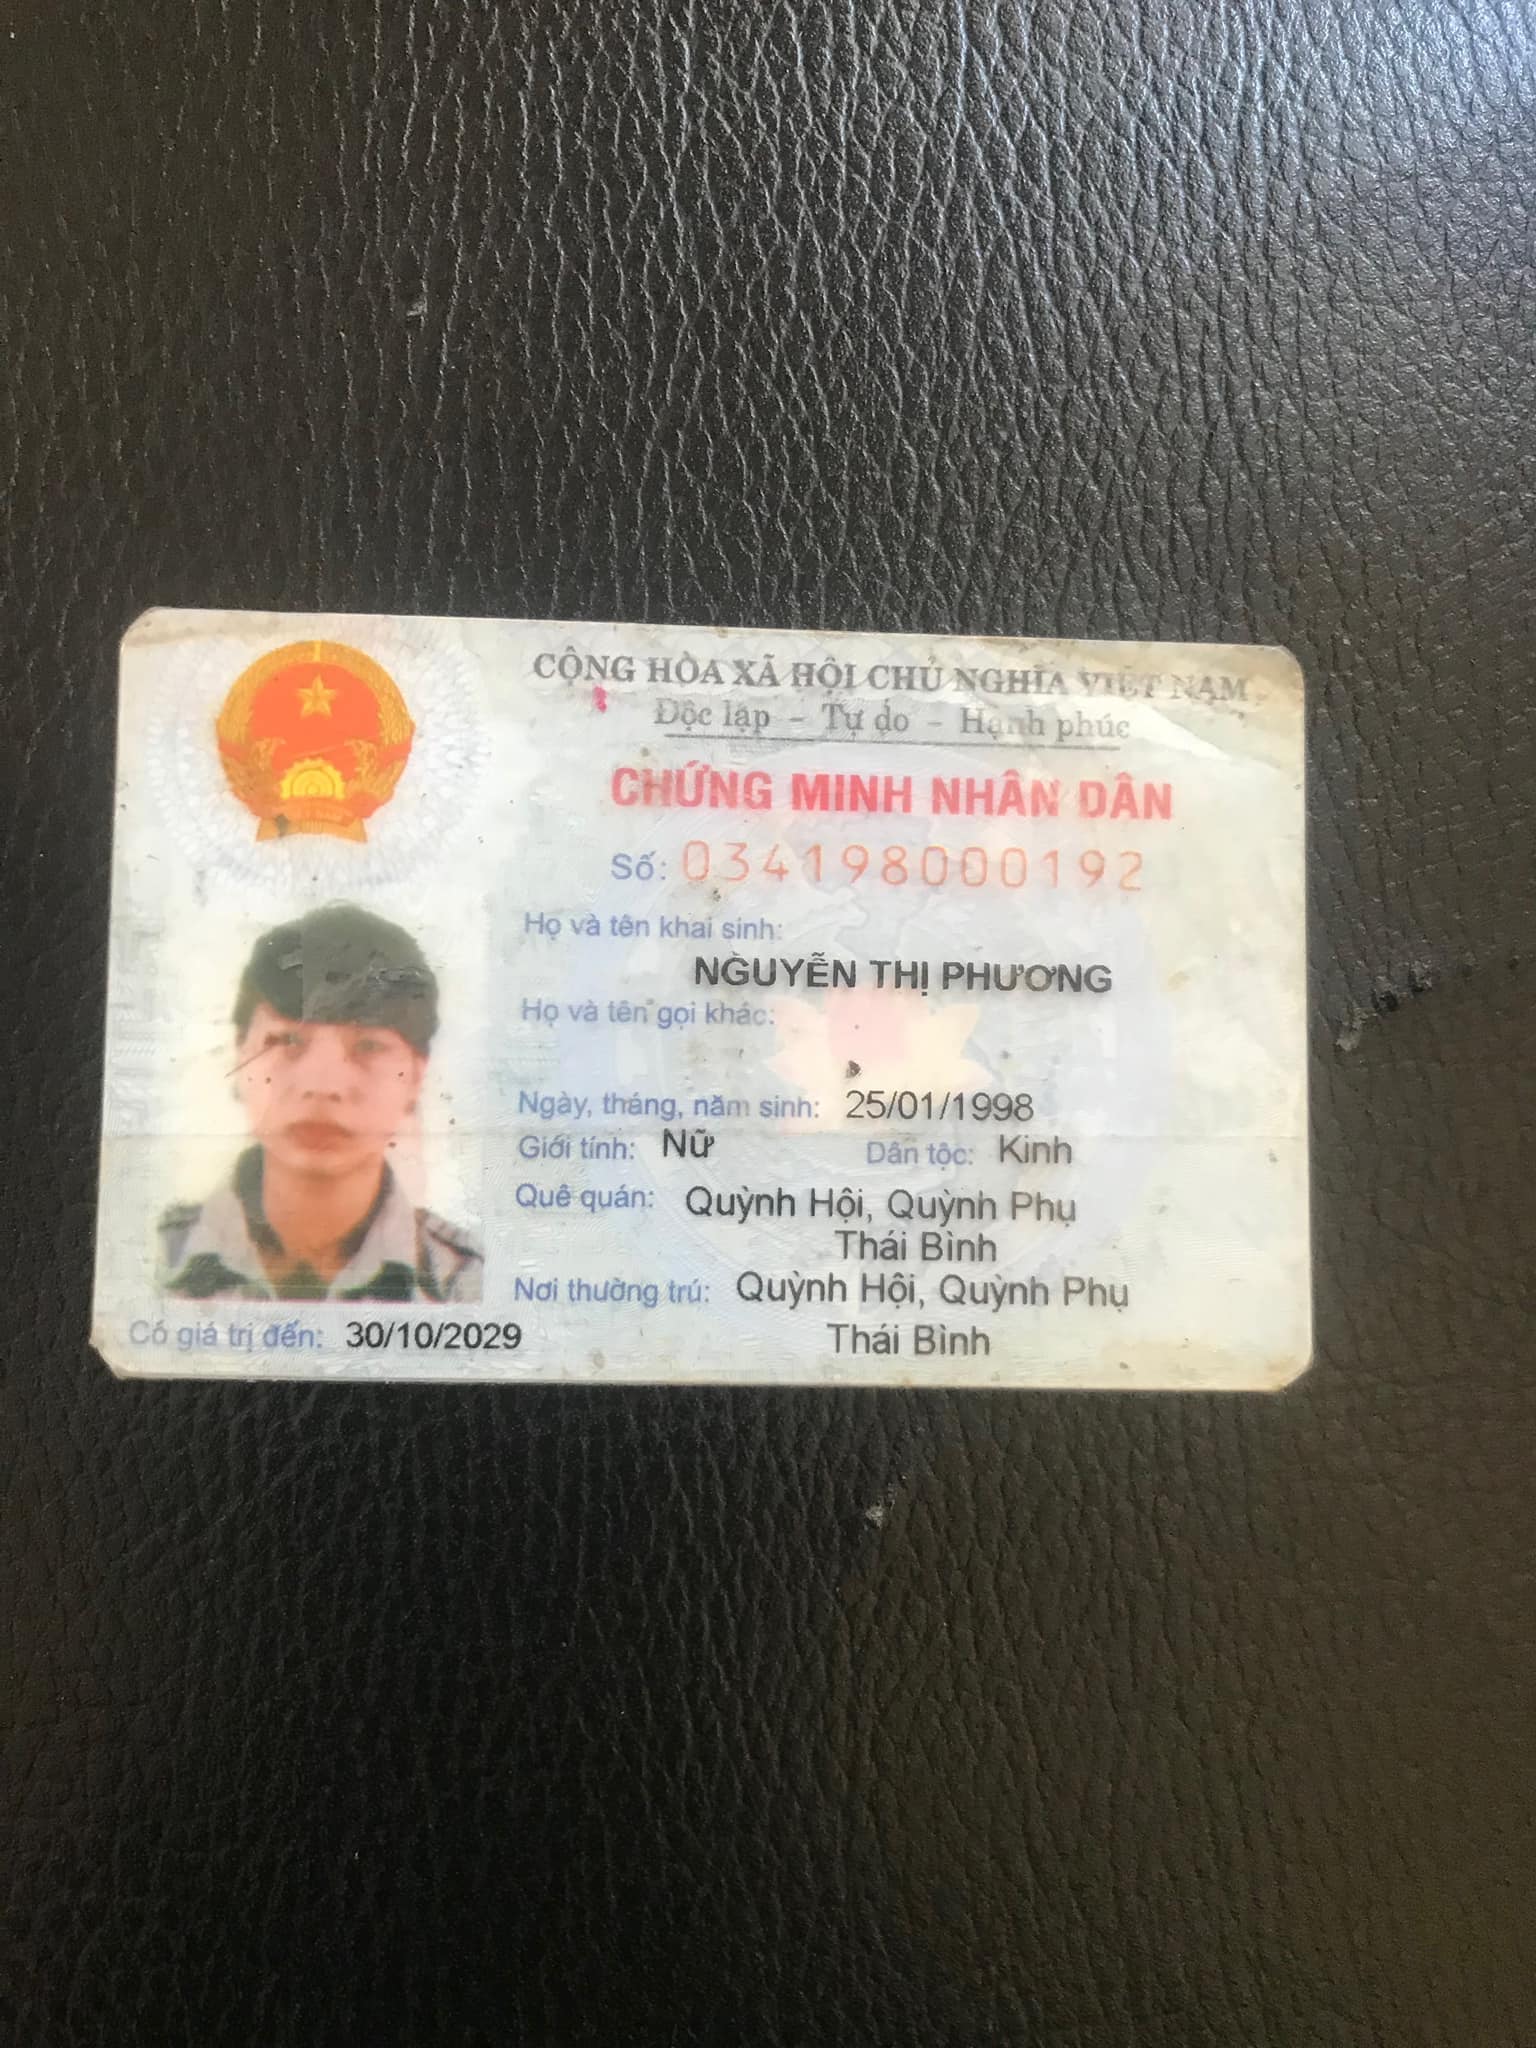 CỘNG HÒA XÃ HỘI CHỦ NGHĨA VIỆT NAM
Độc lập - Tự do - Hạnh phúc
CHỨNG MINH NHÂN DÂN
Số: 034198000192
Họ và tên khai sinh:
NGUYỄN THỊ PHƯƠNG
Họ và tên gọi khác:
Ngày, tháng, năm sinh: 25/01/1998
Giới tính: Nữ Dân tộc: Kinh
Quê quán: Quỳnh Hội, Quỳnh Phụ
Thái Bình
Nơi thường trú: Quỳnh Hội, Quỳnh Phụ
Thái Bình
Có giá trị đến: 30/10/2029